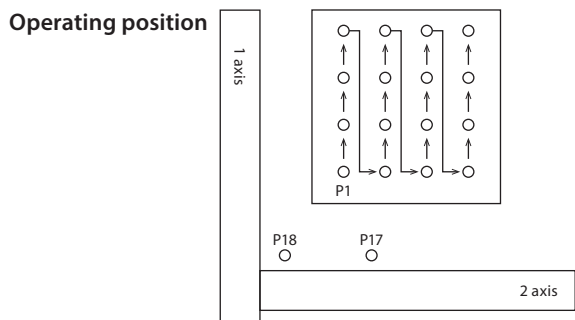 Operating position
1 axis
P1
P18
P17
2 axis